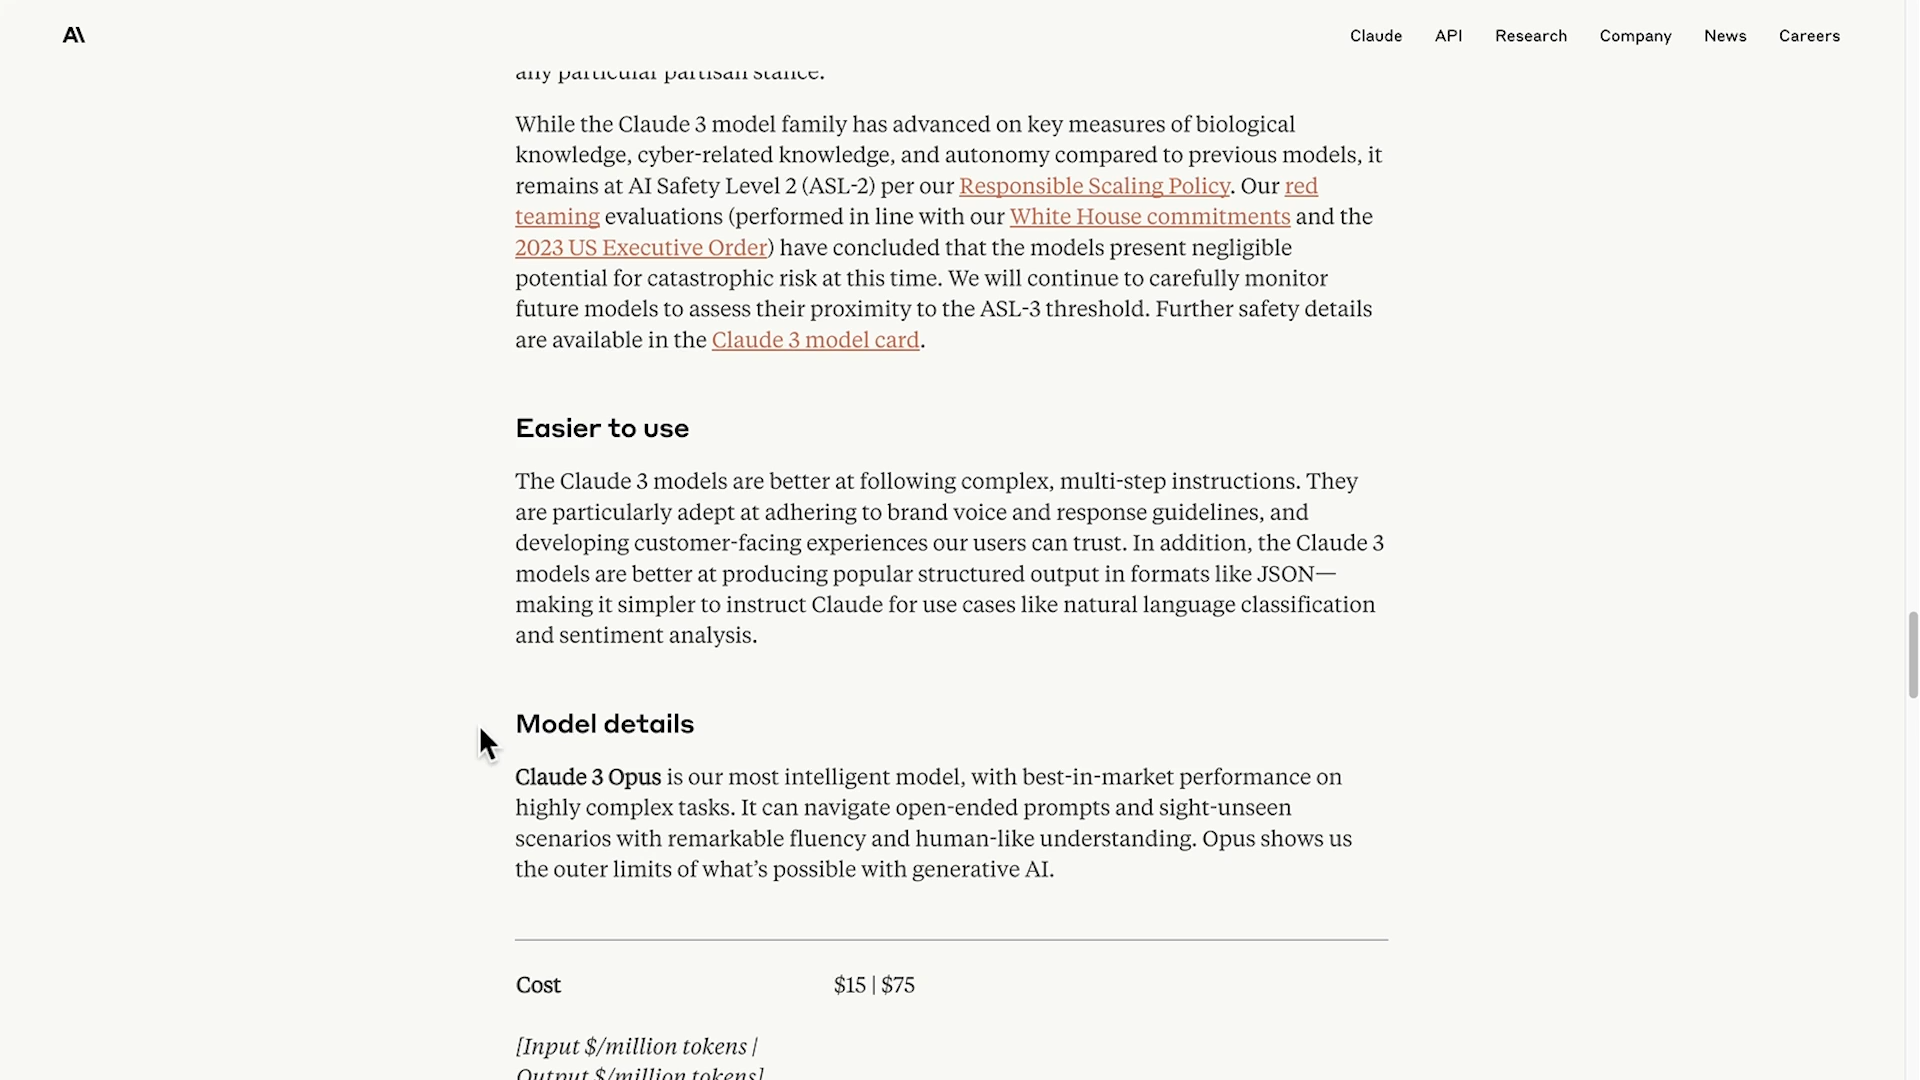 A\
Claude API Research Company News Careers
any particular partisan stance.
While the Claude 3 model family has advanced on key measures of biological
knowledge, cyber-related knowledge, and autonomy compared to previous models, it
remains at AI Safety Level 2 (ASL-2) per our Responsible Scaling Policy. Our red
teaming evaluations (performed in line with our White House commitments and the
2023 US Executive Order) have concluded that the models present negligible
potential for catastrophic risk at this time. We will continue to carefully monitor
future models to assess their proximity to the ASL-3 threshold. Further safety details
are available in the Claude 3 model card.
Easier to use
The Claude 3 models are better at following complex, multi-step instructions. They
are particularly adept at adhering to brand voice and response guidelines, and
developing customer-facing experiences our users can trust. In addition, the Claude 3
models are better at producing popular structured output in formats like JSON—
making it simpler to instruct Claude for use cases like natural language classification
and sentiment analysis.
Model details
Claude 3 Opus is our most intelligent model, with best-in-market performance on
highly complex tasks. It can navigate open-ended prompts and sight-unseen
scenarios with remarkable fluency and human-like understanding. Opus shows us
the outer limits of what’s possible with generative AI.
Cost $15 | $75
[Input $/million tokens |
Output $/million tokens]